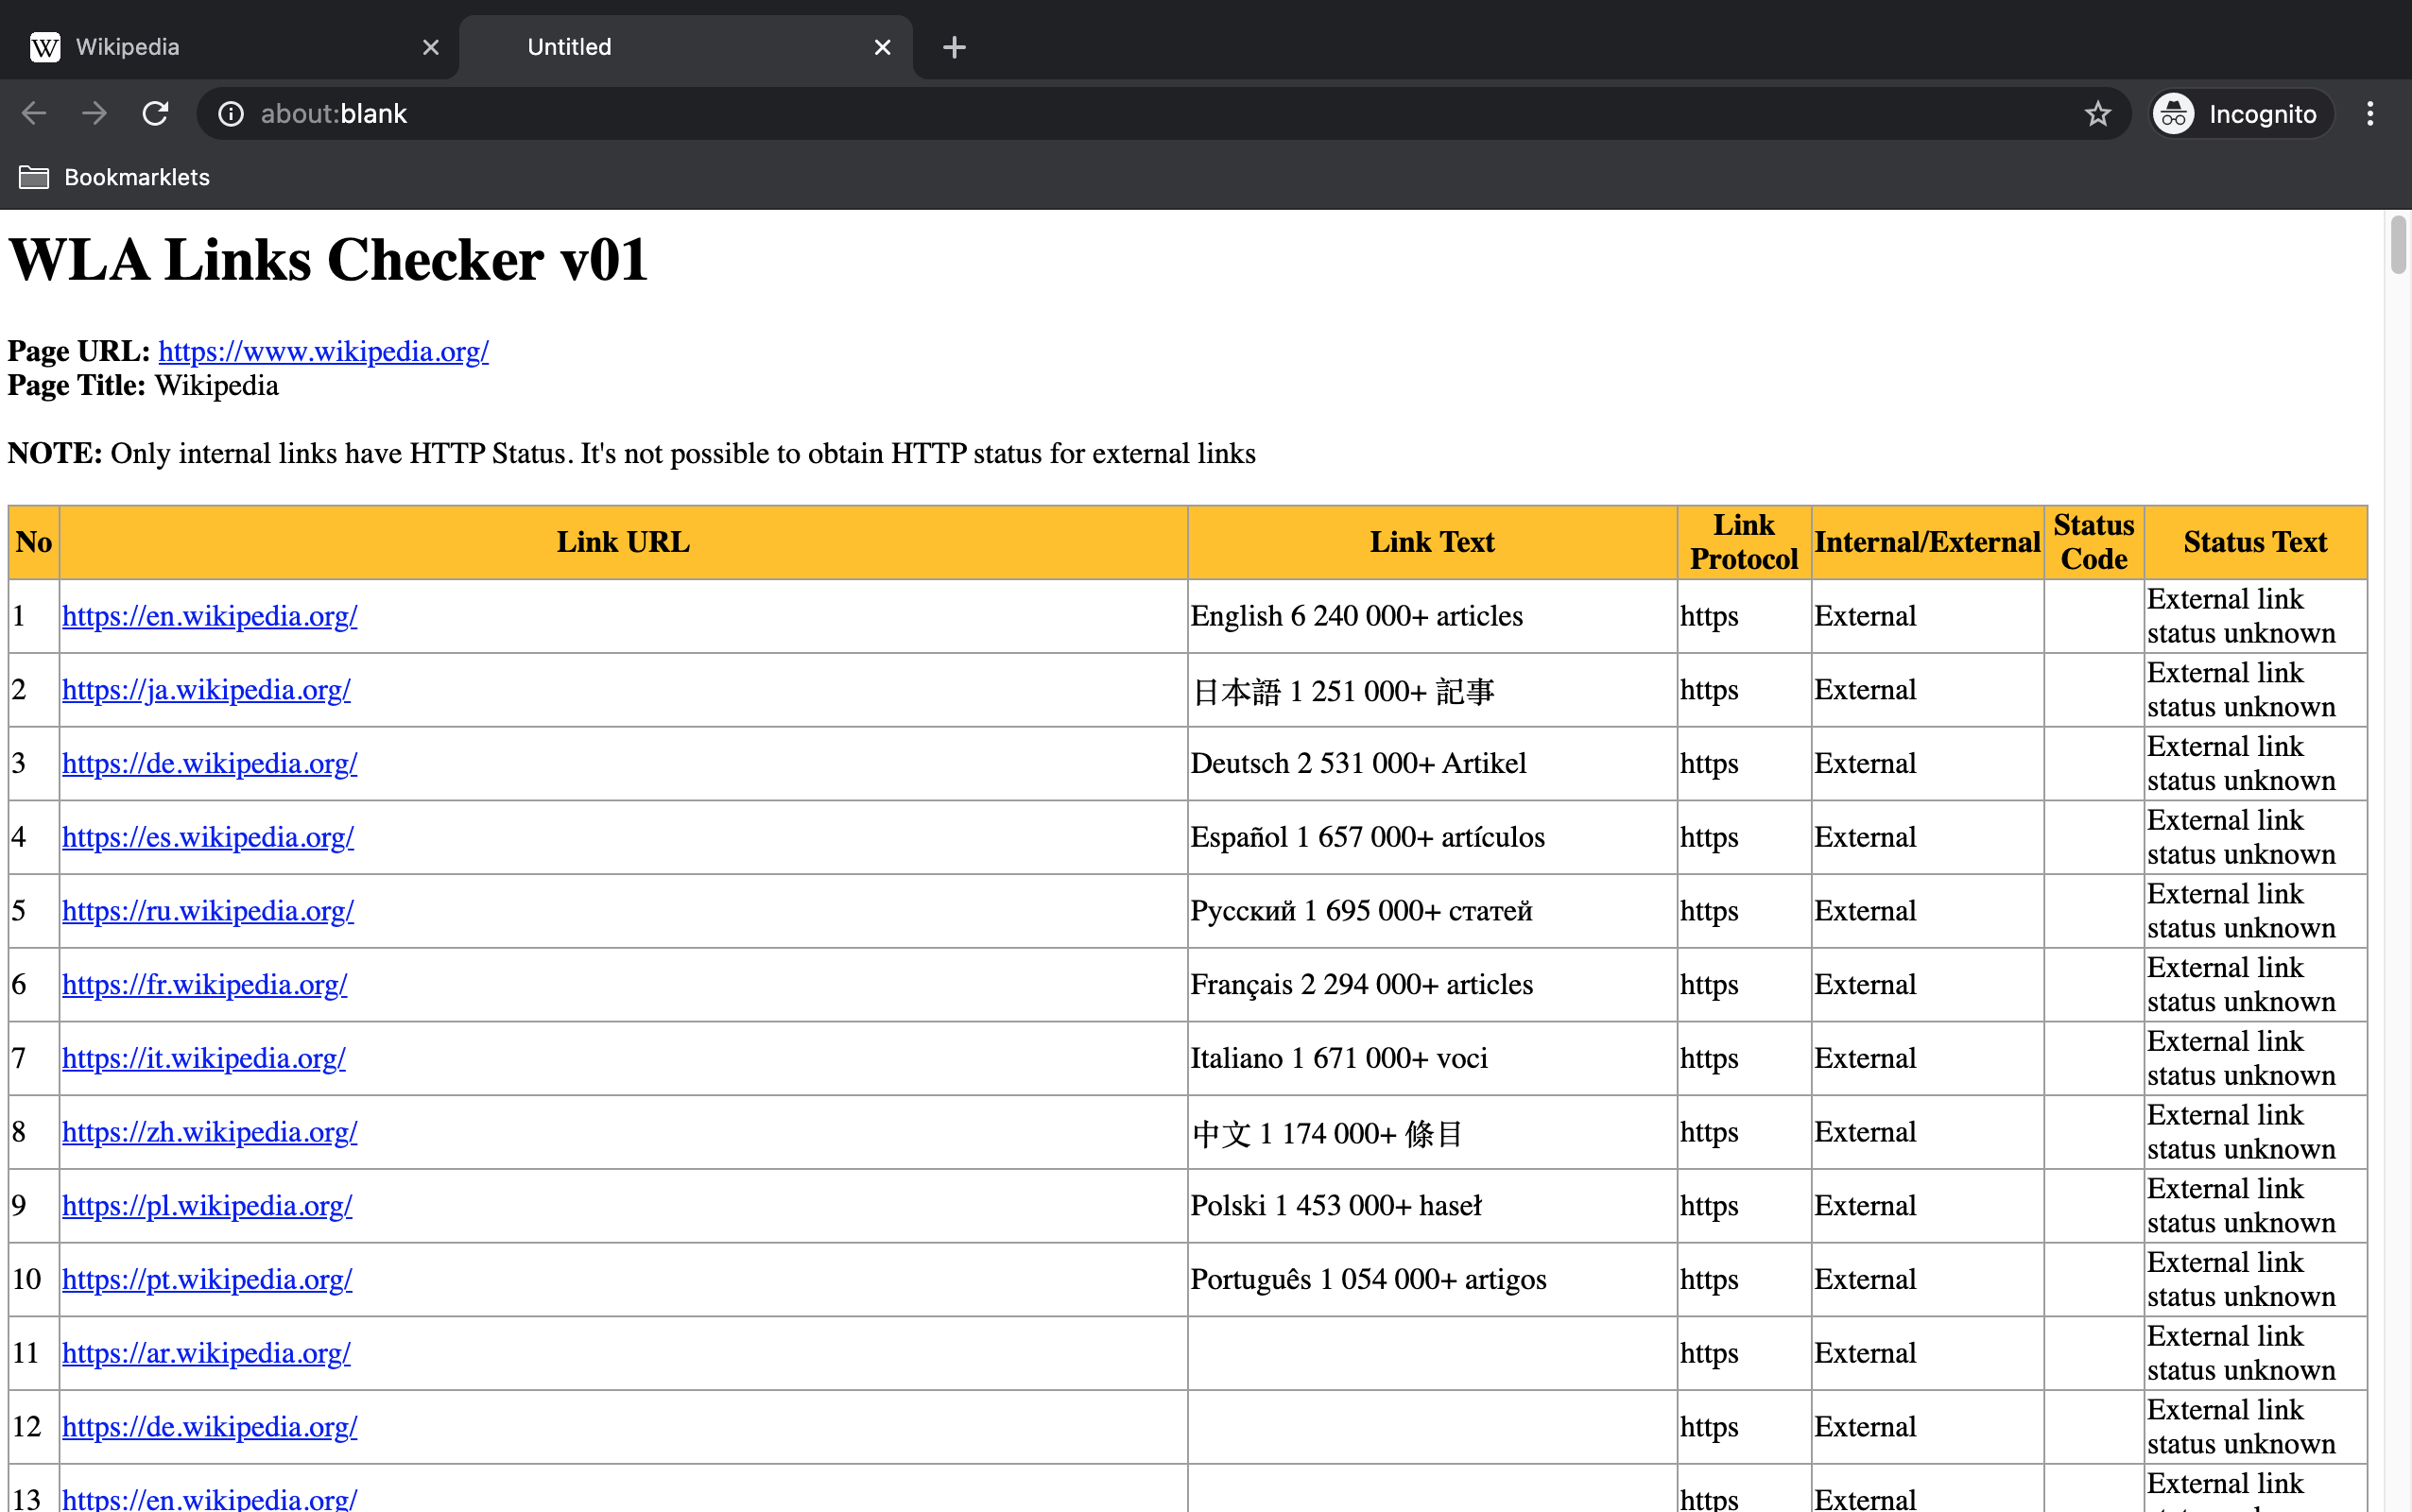 Wikipedia
Untitled
about:blank
Incognito
Bookmarklets
WLA Links Checker v01
Page URL: https://www.wikipedia.org/
Page Title: Wikipedia
NOTE: Only internal links have HTTP Status. It's not possible to obtain HTTP status for external links
No Link URL Link Text Link Protocol Internal/External Status Code Status Text
1 https://en.wikipedia.org/ English 6 240 000+ articles https External External link status unknown
2 https://ja.wikipedia.org/ 日本語 1 251 000+ 記事 https External External link status unknown
3 https://de.wikipedia.org/ Deutsch 2 531 000+ Artikel https External External link status unknown
4 https://es.wikipedia.org/ Español 1 657 000+ artículos https External External link status unknown
5 https://ru.wikipedia.org/ Русский 1 695 000+ статей https External External link status unknown
6 https://fr.wikipedia.org/ Français 2 294 000+ articles https External External link status unknown
7 https://it.wikipedia.org/ Italiano 1 671 000+ voci https External External link status unknown
8 https://zh.wikipedia.org/ 中文 1 174 000+ 條目 https External External link status unknown
9 https://pl.wikipedia.org/ Polski 1 453 000+ haseł https External External link status unknown
10 https://pt.wikipedia.org/ Português 1 054 000+ artigos https External External link status unknown
11 https://ar.wikipedia.org/ https External External link status unknown
12 https://de.wikipedia.org/ https External External link status unknown
13 https://en.wikipedia.org/ https External External link